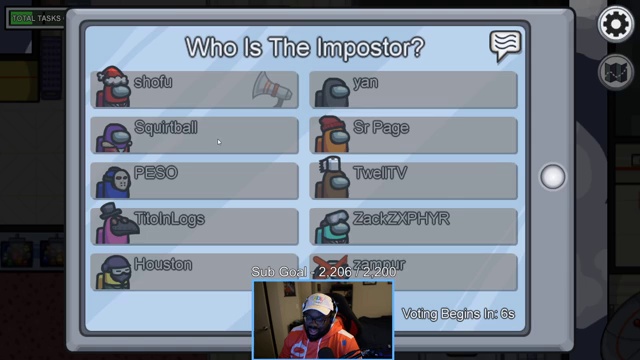 TOTAL TASKS
Who Is The Impostor?
shofu
yan
Squirtball
Sr Page
PESO
TwellTV
TitoInLogs
ZackZXPHYR
Houston
zampur
Sub Goal - 2,206 / 2,200
Voting Begins In: 6s